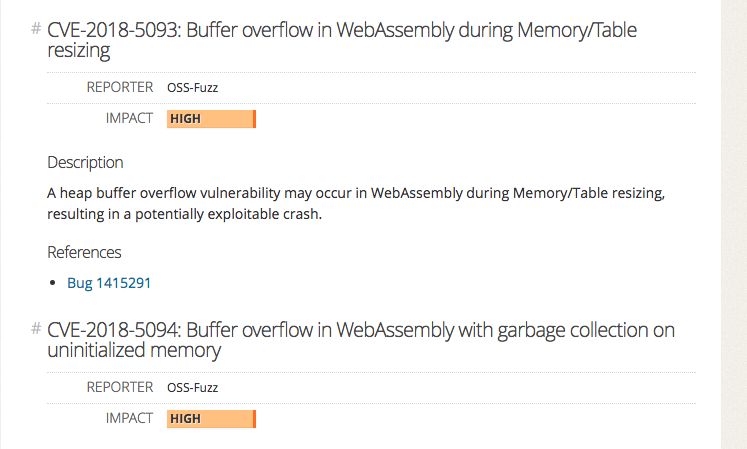 # CVE-2018-5093: Buffer overflow in WebAssembly during Memory/Table
resizing
REPORTER OSS-Fuzz
IMPACT HIGH
Description
A heap buffer overflow vulnerability may occur in WebAssembly during Memory/Table resizing,
resulting in a potentially exploitable crash.
References
• Bug 1415291
# CVE-2018-5094: Buffer overflow in WebAssembly with garbage collection on
uninitialized memory
REPORTER OSS-Fuzz
IMPACT HIGH